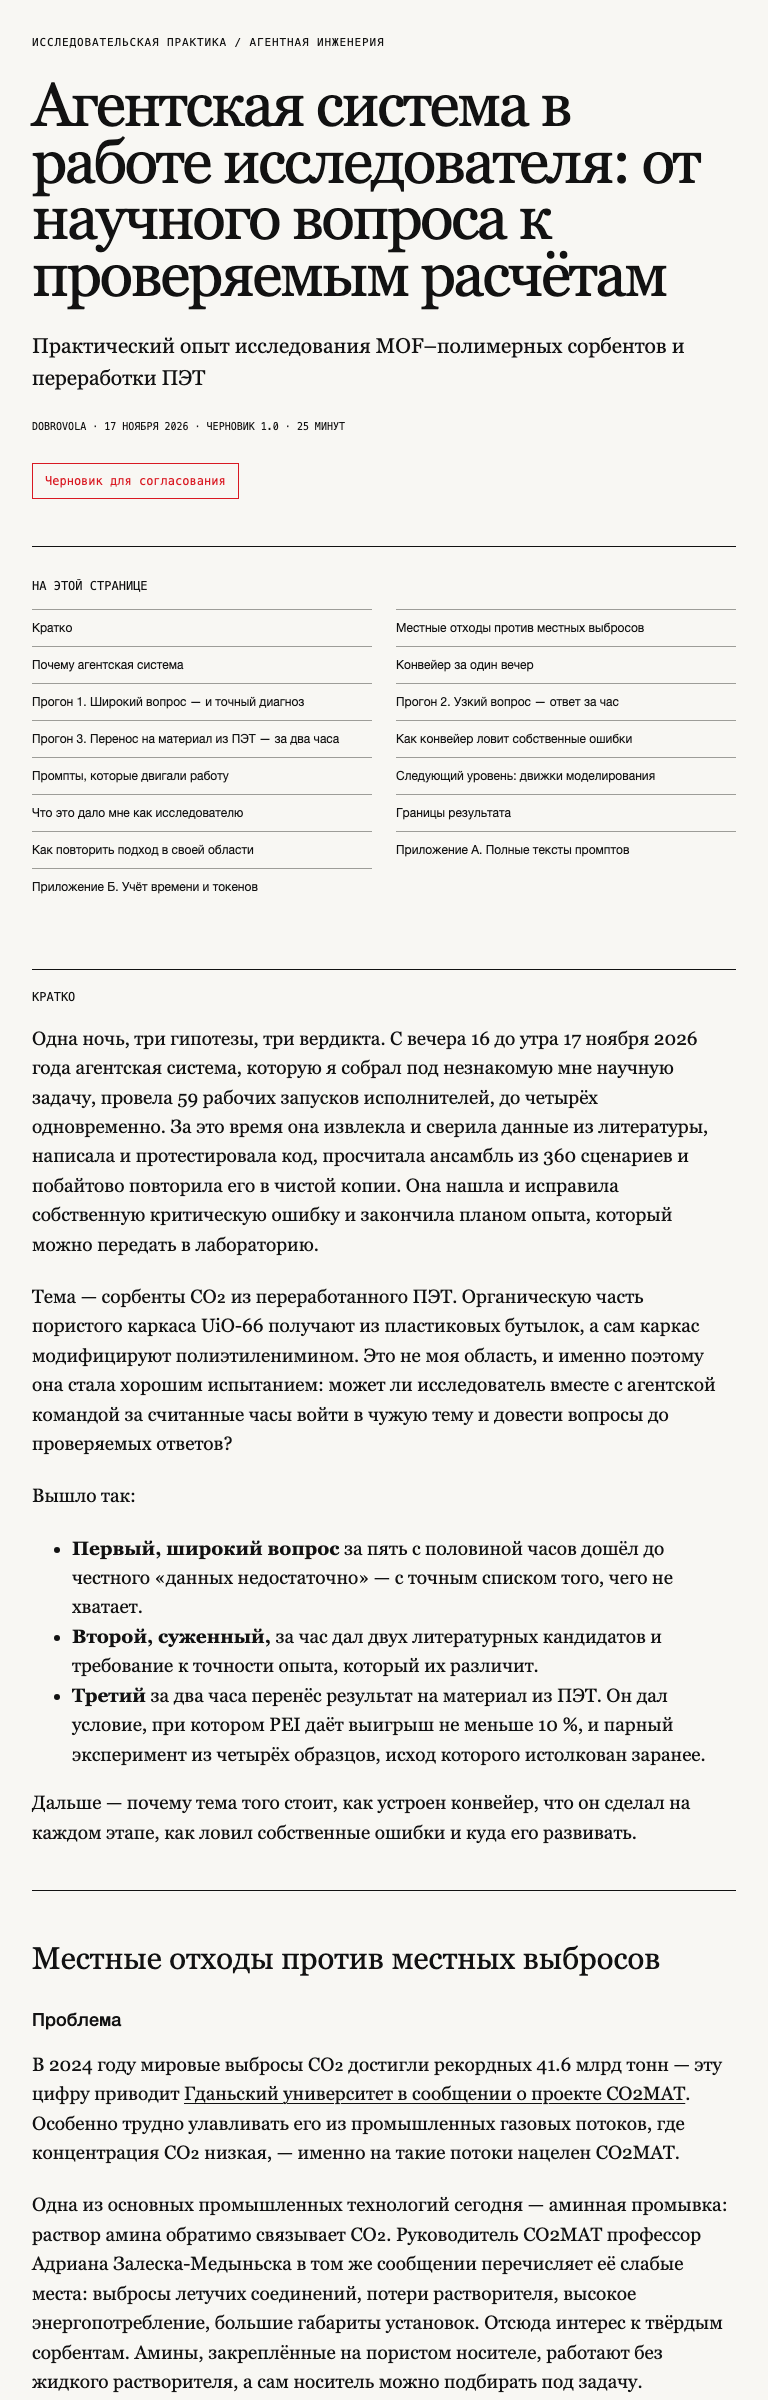 ИССЛЕДОВАТЕЛЬСКАЯ ПРАКТИКА / АГЕНТНАЯ ИНЖЕНЕРИЯ
Агентская система в
работе исследователя: от
научного вопроса к
проверяемым расчётам
Практический опыт исследования MOF–полимерных сорбентов и
переработки ПЭТ
DOBROVOLA · 17 НОЯБРЯ 2026 · ЧЕРНОВИК 1.0 · 25 МИНУТ
Черновик для согласования
НА ЭТОЙ СТРАНИЦЕ
Кратко
Местные отходы против местных выбросов
Почему агентская система
Конвейер за один вечер
Прогон 1. Широкий вопрос — и точный диагноз
Прогон 2. Узкий вопрос — ответ за час
Прогон 3. Перенос на материал из ПЭТ — за два часа
Как конвейер ловит собственные ошибки
Промпты, которые двигали работу
Следующий уровень: движки моделирования
Что это дало мне как исследователю
Границы результата
Как повторить подход в своей области
Приложение А. Полные тексты промптов
Приложение Б. Учёт времени и токенов
КРАТКО
Одна ночь, три гипотезы, три вердикта. С вечера 16 до утра 17 ноября 2026
года агентская система, которую я собрал под незнакомую мне научную
задачу, провела 59 рабочих запусков исполнителей, до четырёх
одновременно. За это время она извлекла и сверила данные из литературы,
написала и протестировала код, просчитала ансамбль из 360 сценариев и
побайтово повторила его в чистой копии. Она нашла и исправила
собственную критическую ошибку и закончила планом опыта, который
можно передать в лабораторию.
Тема — сорбенты CO₂ из переработанного ПЭТ. Органическую часть
пористого каркаса UiO-66 получают из пластиковых бутылок, а сам каркас
модифицируют полиэтиленимином. Это не моя область, и именно поэтому
она стала хорошим испытанием: может ли исследователь вместе с агентской
командой за считанные часы войти в чужую тему и довести вопросы до
проверяемых ответов?
Вышло так:
• Первый, широкий вопрос за пять с половиной часов дошёл до
честного «данных недостаточно» — с точным списком того, чего не
хватает.
• Второй, суженный, за час дал двух литературных кандидатов и
требование к точности опыта, который их различит.
• Третий за два часа перенёс результат на материал из ПЭТ. Он дал
условие, при котором PEI даёт выигрыш не меньше 10 %, и парный
эксперимент из четырёх образцов, исход которого истолкован заранее.
Дальше — почему тема того стоит, как устроен конвейер, что он сделал на
каждом этапе, как ловил собственные ошибки и куда его развивать.
Местные отходы против местных выбросов
Проблема
В 2024 году мировые выбросы CO₂ достигли рекордных 41.6 млрд тонн — эту
цифру приводит Гданьский университет в сообщении о проекте CO2MAT.
Особенно трудно улавливать его из промышленных газовых потоков, где
концентрация CO₂ низкая, — именно на такие потоки нацелен CO2MAT.
Одна из основных промышленных технологий сегодня — аминная промывка:
раствор амина обратимо связывает CO₂. Руководитель CO2MAT профессор
Адриана Залеска-Медыньска в том же сообщении перечисляет её слабые
места: выбросы летучих соединений, потери растворителя, высокое
энергопотребление, большие габариты установок. Отсюда интерес к твёрдым
сорбентам. Амины, закреплённые на пористом носителе, работают без
жидкого растворителя, а сам носитель можно подбирать под задачу.